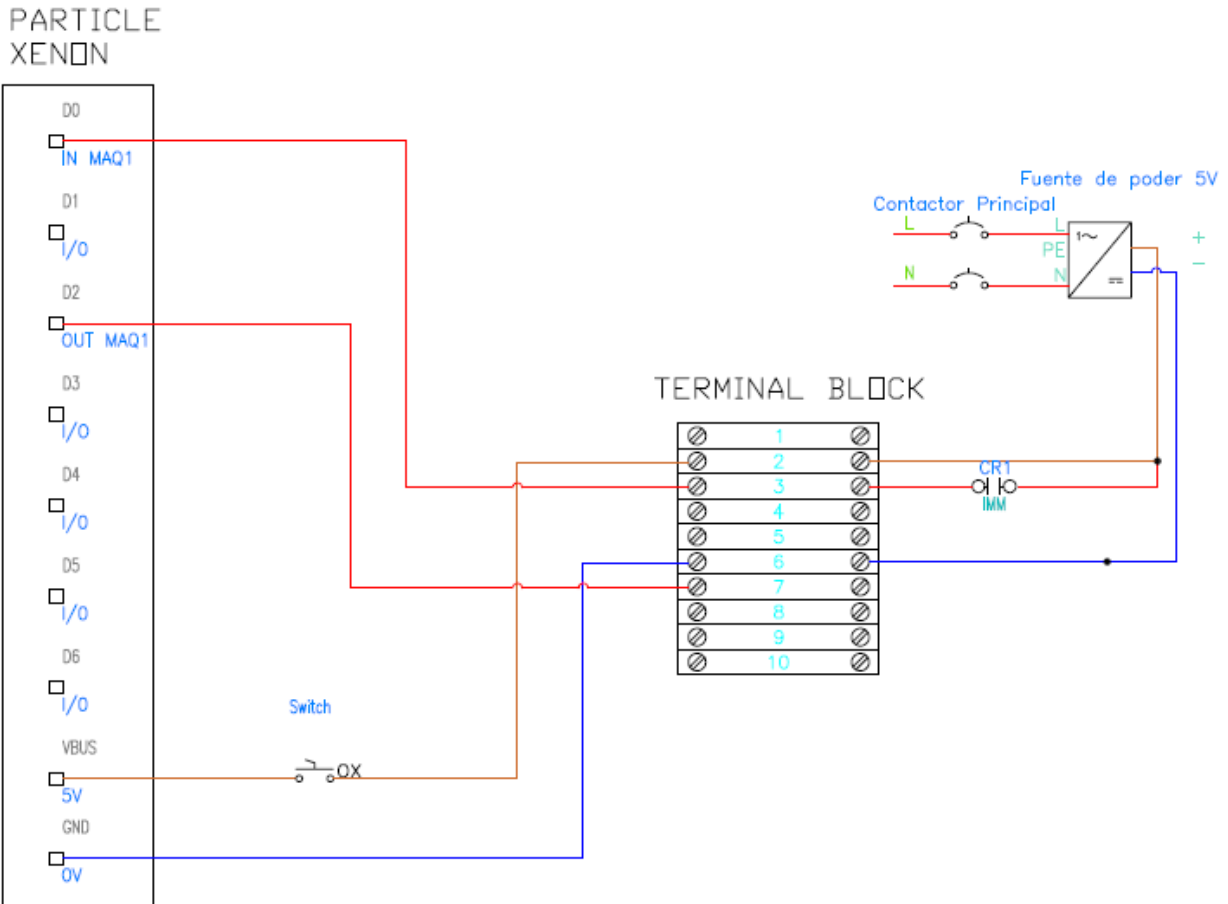 PARTICLE
XENON
D0
IN MAQ1
D1
I/O
D2
OUT MAQ1
D3
I/O
D4
I/O
D5
I/O
D6
I/O
VBUS
5V
GND
0V
Switch
OX
Fuente de poder 5V
Contactor Principal
L
L
1~
PE
N
N
+
-
TERMINAL BLOCK
1
2
3
4
5
6
7
8
9
10
CR1
IMM